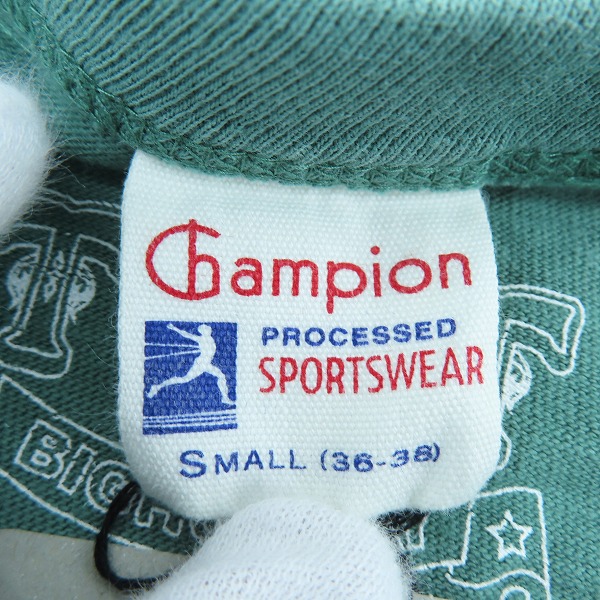 Champion
PROCESSED
SPORTSWEAR
SMALL (36-38)